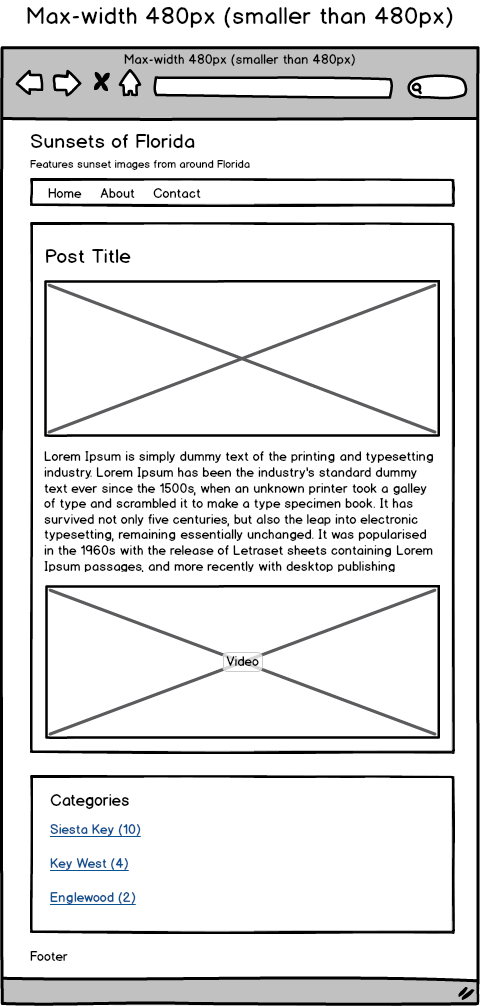 Max-width 480px (smaller than 480px)
Max-width 480px (smaller than 480px)
Sunsets of Florida
Features sunset images from around Florida
Home About Contact
Post Title
Lorem Ipsum is simply dummy text of the printing and typesetting
industry. Lorem Ipsum has been the industry's standard dummy
text ever since the 1500s, when an unknown printer took a galley
of type and scrambled it to make a type specimen book. It has
survived not only five centuries, but also the leap into electronic
typesetting, remaining essentially unchanged. It was popularised
in the 1960s with the release of Letraset sheets containing Lorem
Ipsum passages, and more recently with desktop publishing
Video
Categories
Siesta Key (10)
Key West (4)
Englewood (2)
Footer